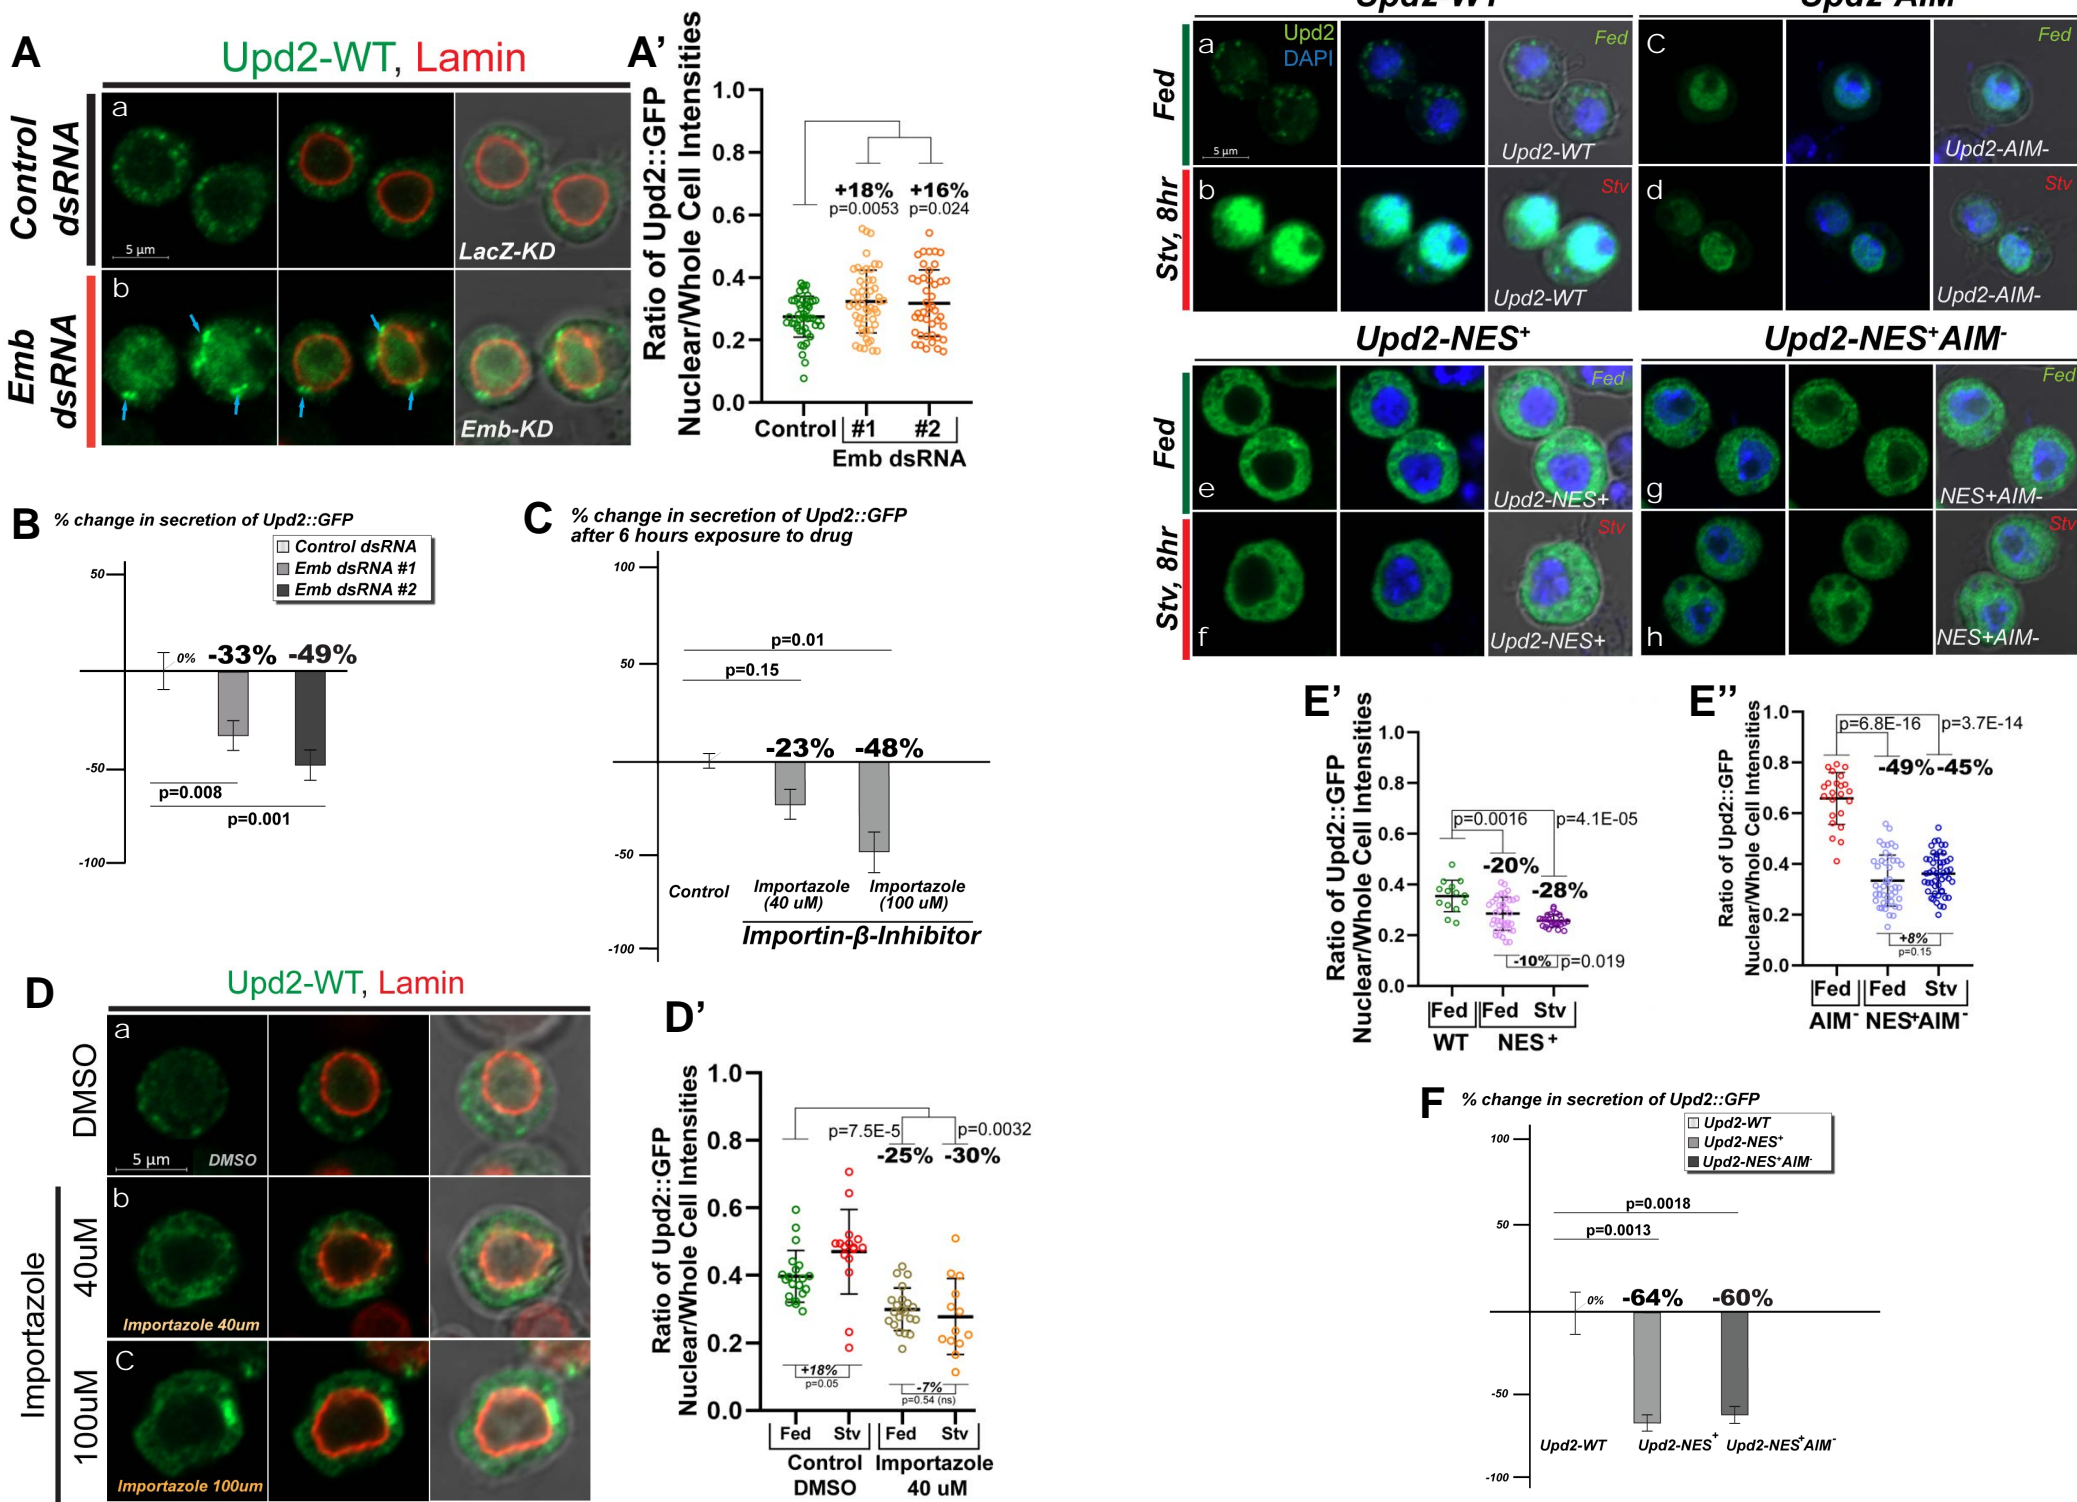 A
Upd2-WT, Lamin
Control
dsRNA
a
5 µm
LacZ-KD
Emb
dsRNA
b
Emb-KD
A'
Ratio of Upd2::GFP
Nuclear/Whole Cell Intensities
1.0
0.8
0.6
0.4
0.2
0.0
+18%
p=0.0053
+16%
p=0.024
Control
#1
#2
Emb dsRNA
B
% change in secretion of Upd2::GFP
Control dsRNA
Emb dsRNA #1
Emb dsRNA #2
50
-50
-100
0%
-33%
-49%
p=0.008
p=0.001
C
% change in secretion of Upd2::GFP
after 6 hours exposure to drug
100
50
-50
-100
p=0.01
p=0.15
-23%
-48%
Control
Importazole
(40 uM)
Importazole
(100 uM)
Importin-β-Inhibitor
D
Upd2-WT, Lamin
DMSO
a
5 µm
DMSO
Importazole
40uM
b
Importazole 40um
100uM
C
Importazole 100um
D'
Ratio of Upd2::GFP
Nuclear/Whole Cell Intensities
1.0
0.8
0.6
0.4
0.2
0.0
p=7.5E-5
p=0.0032
-25%
-30%
+18%
p=0.05
-7%
p=0.54 (ns)
Fed
Stv
Fed
Stv
Control
DMSO
Importazole
40 uM
Upd2-WT
Upd2-AIM
Fed
a
Upd2
DAPI
Fed
5 µm
Upd2-WT
C
Fed
Upd2-AIM-
Stv, 8hr
b
Stv
Upd2-WT
d
Stv
Upd2-AIM-
Upd2-NES+
Upd2-NES+AIM-
Fed
e
Fed
Upd2-NES+
g
Fed
NES+AIM-
Stv, 8hr
f
Stv
Upd2-NES+
h
Stv
NES+AIM-
E'
Ratio of Upd2::GFP
Nuclear/Whole Cell Intensities
1.0
0.8
0.6
0.4
0.2
0.0
p=0.0016
p=4.1E-05
-20%
-28%
-10%
p=0.019
Fed
Fed
Stv
WT
NES+
E''
Ratio of Upd2::GFP
Nuclear/Whole Cell Intensities
1.0
0.8
0.6
0.4
0.2
0.0
p=6.8E-16
p=3.7E-14
-49%
-45%
+8%
p=0.15
Fed
Fed
Stv
AIM-
NES+AIM-
F
% change in secretion of Upd2::GFP
Upd2-WT
Upd2-NES+
Upd2-NES+AIM-
100
50
-50
-100
p=0.0018
p=0.0013
0%
-64%
-60%
Upd2-WT
Upd2-NES+
Upd2-NES+AIM-